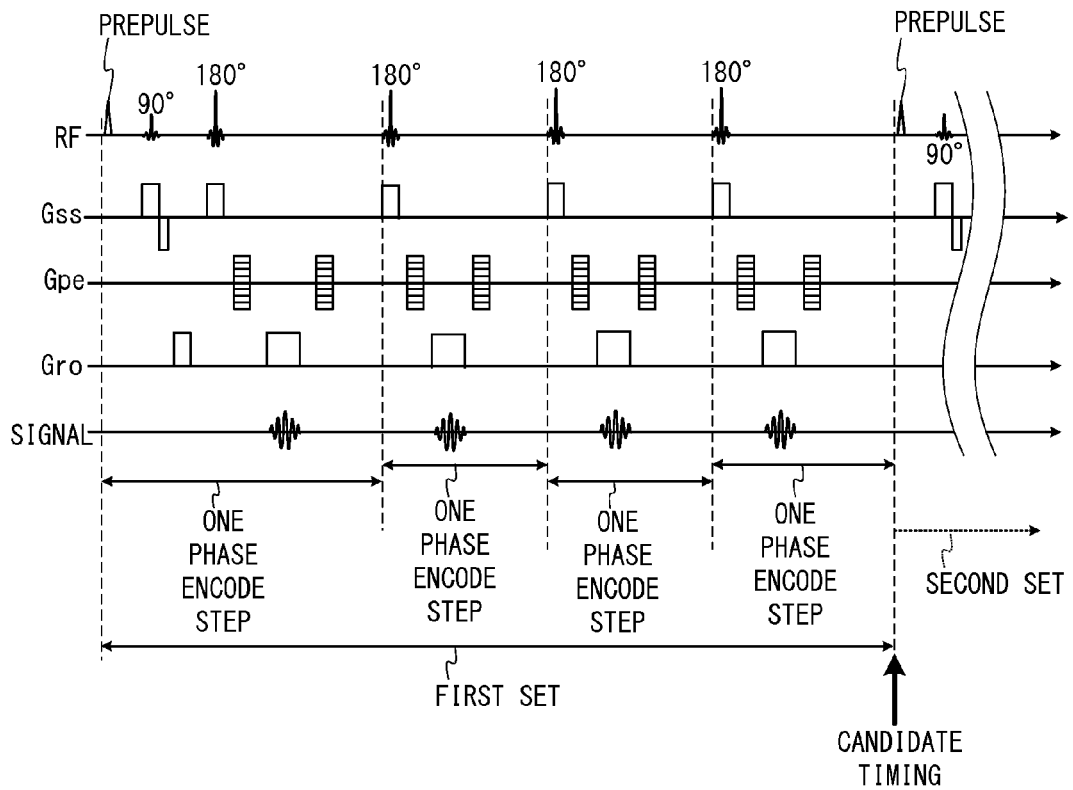 PREPULSE
PREPULSE
90°
180°
180°
180°
180°
90°
RF
Gss
Gpe
Gro
SIGNAL
ONE
PHASE
ENCODE
STEP
ONE
PHASE
ENCODE
STEP
ONE
PHASE
ENCODE
STEP
ONE
PHASE
ENCODE
STEP
SECOND SET
FIRST SET
CANDIDATE
TIMING